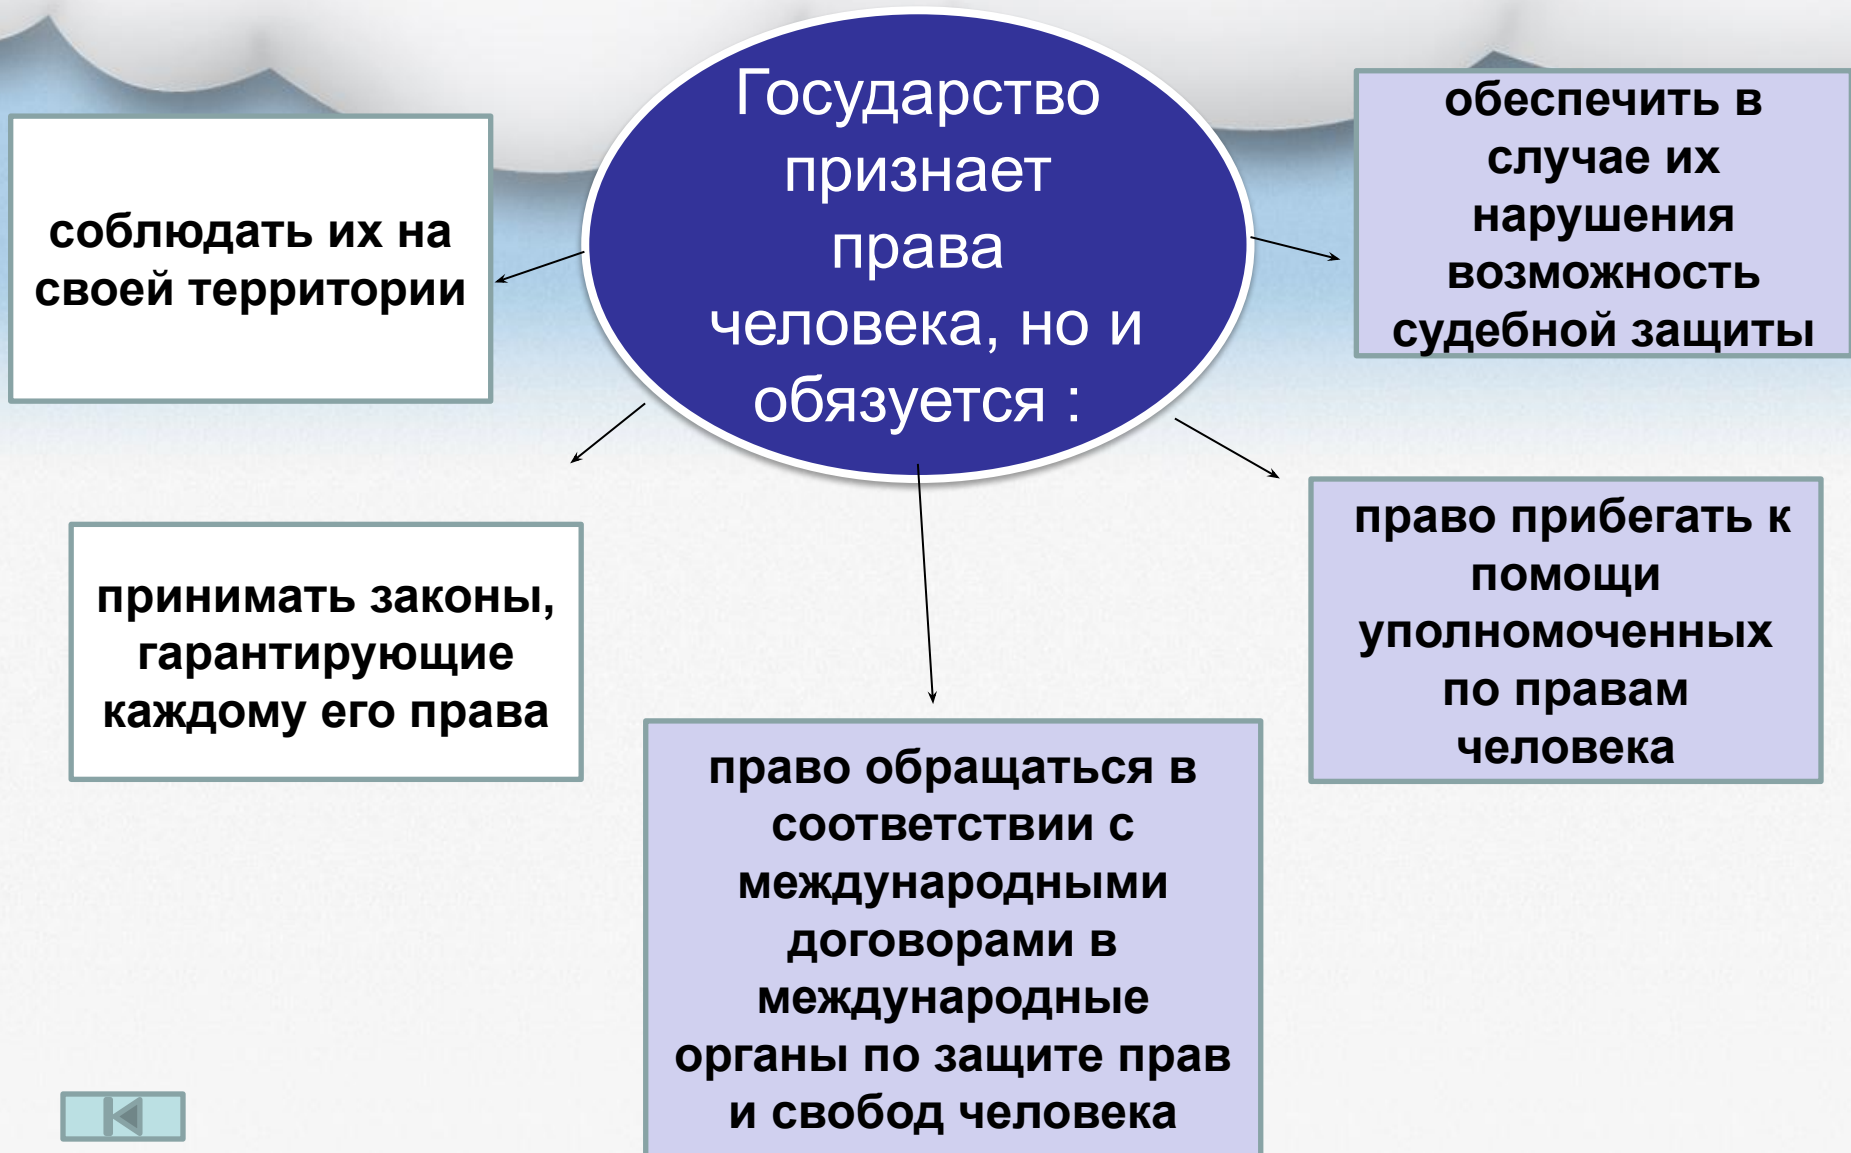 Государство
признает
права
человека, но и
обязуется :
соблюдать их на
своей территории
обеспечить в
случае их
нарушения
возможность
судебной защиты
принимать законы,
гарантирующие
каждому его права
право прибегать к
помощи
уполномоченных
по правам
человека
право обращаться в
соответствии с
международными
договорами в
международные
органы по защите прав
и свобод человека